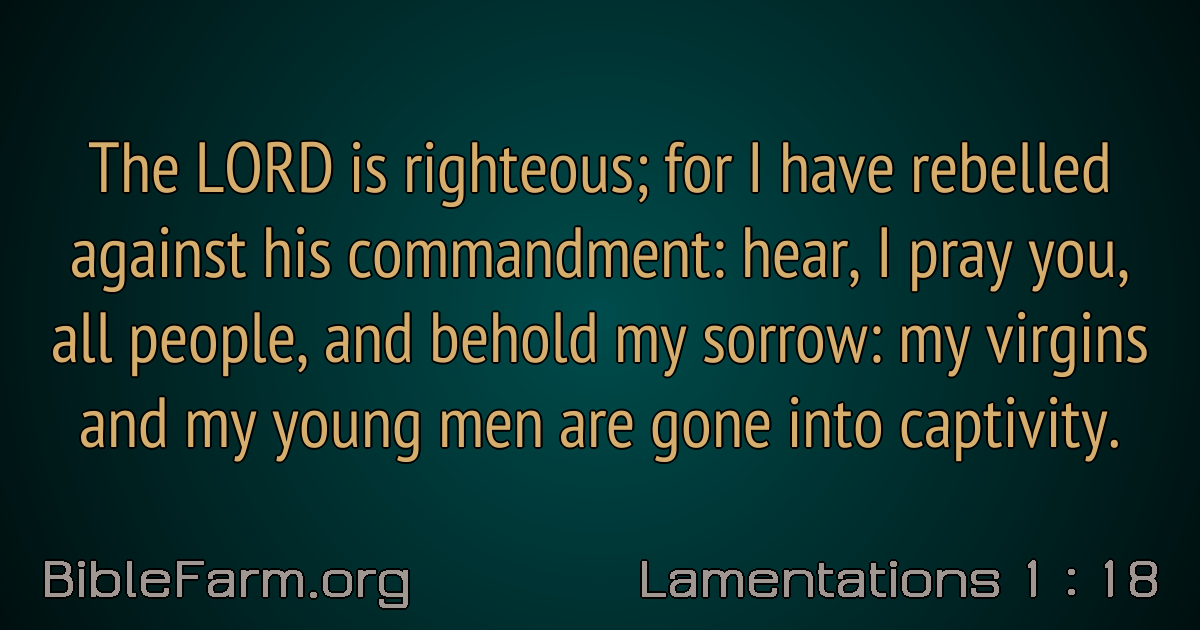 The LORD is righteous; for I have rebelled
against his commandment: hear, I pray you,
all people, and behold my sorrow: my virgins
and my young men are gone into captivity.
BibleFarm.org
Lamentations 1 : 18